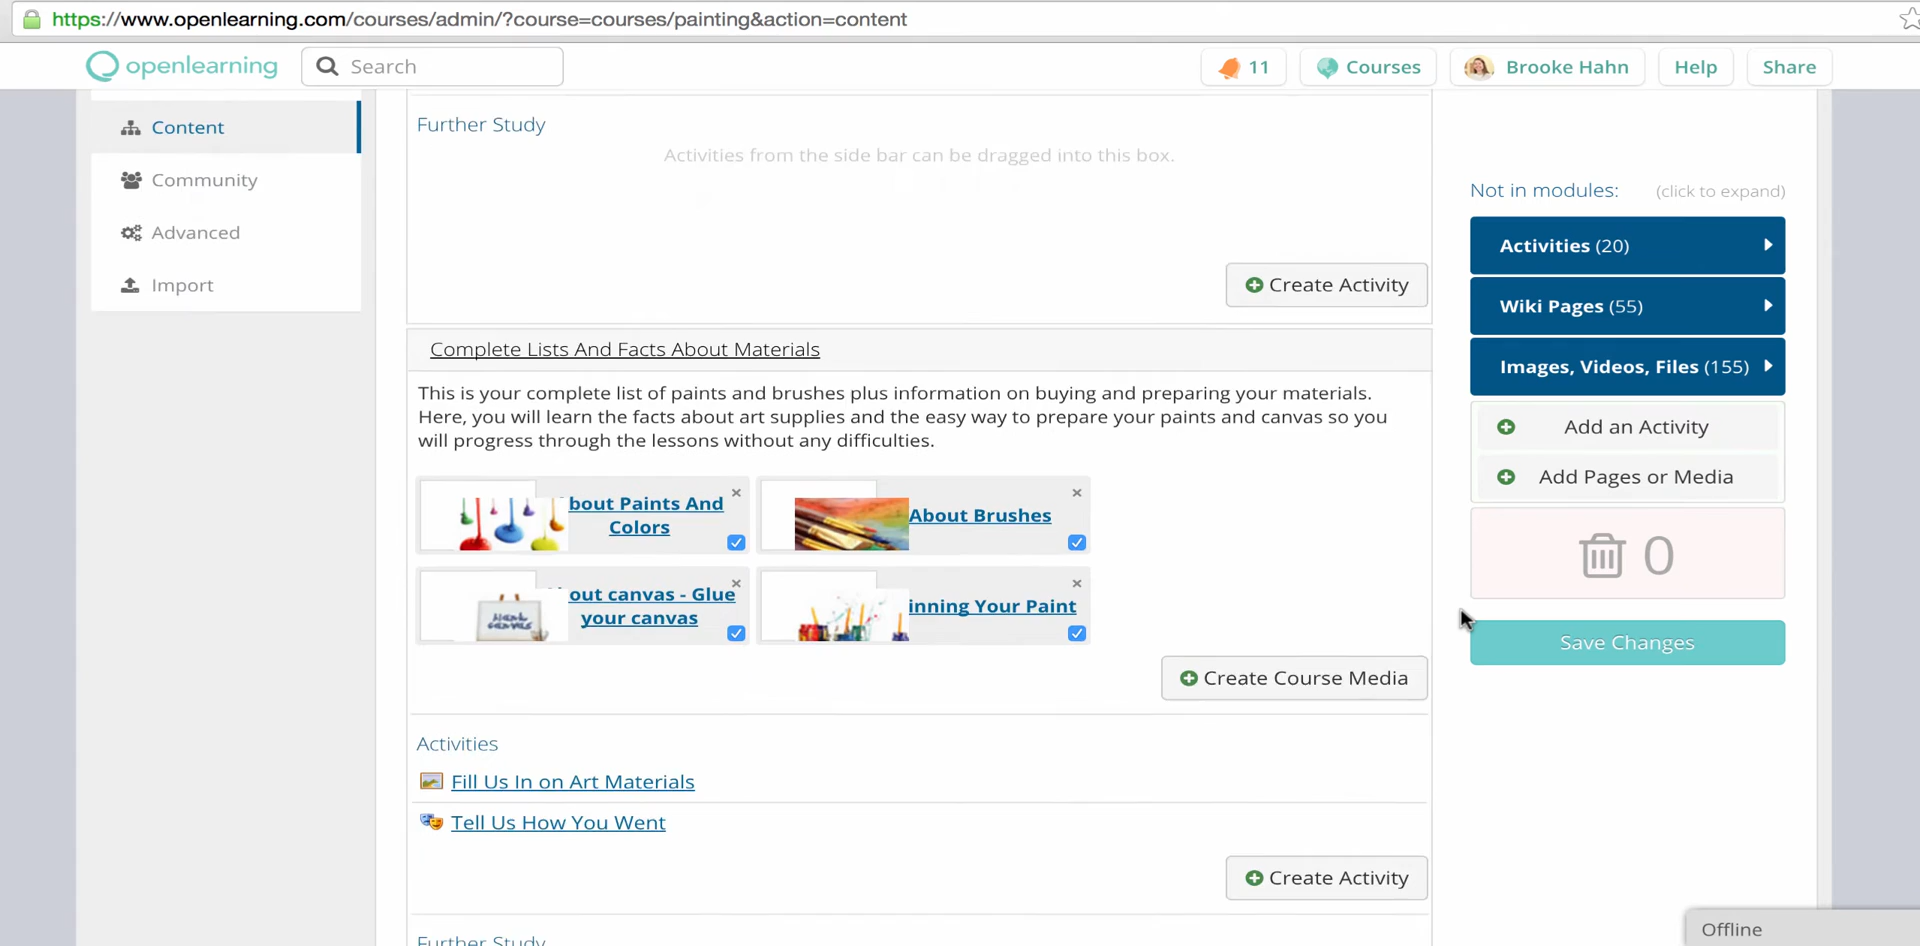 https://www.openlearning.com/courses/admin/?course=courses/painting&action=content
openlearning
Search
11
Courses
Brooke Hahn
Help
Share
Content
Community
Advanced
Import
Further Study
Activities from the side bar can be dragged into this box.
Create Activity
Complete Lists And Facts About Materials
This is your complete list of paints and brushes plus information on buying and preparing your materials.
Here, you will learn the facts about art supplies and the easy way to prepare your paints and canvas so you
will progress through the lessons without any difficulties.
bout Paints And
Colors
About Brushes
out canvas - Glue
your canvas
inning Your Paint
Create Course Media
Activities
Fill Us In on Art Materials
Tell Us How You Went
Create Activity
Further Study
Not in modules: (click to expand)
Activities (20)
Wiki Pages (55)
Images, Videos, Files (155)
Add an Activity
Add Pages or Media
0
Save Changes
Offline